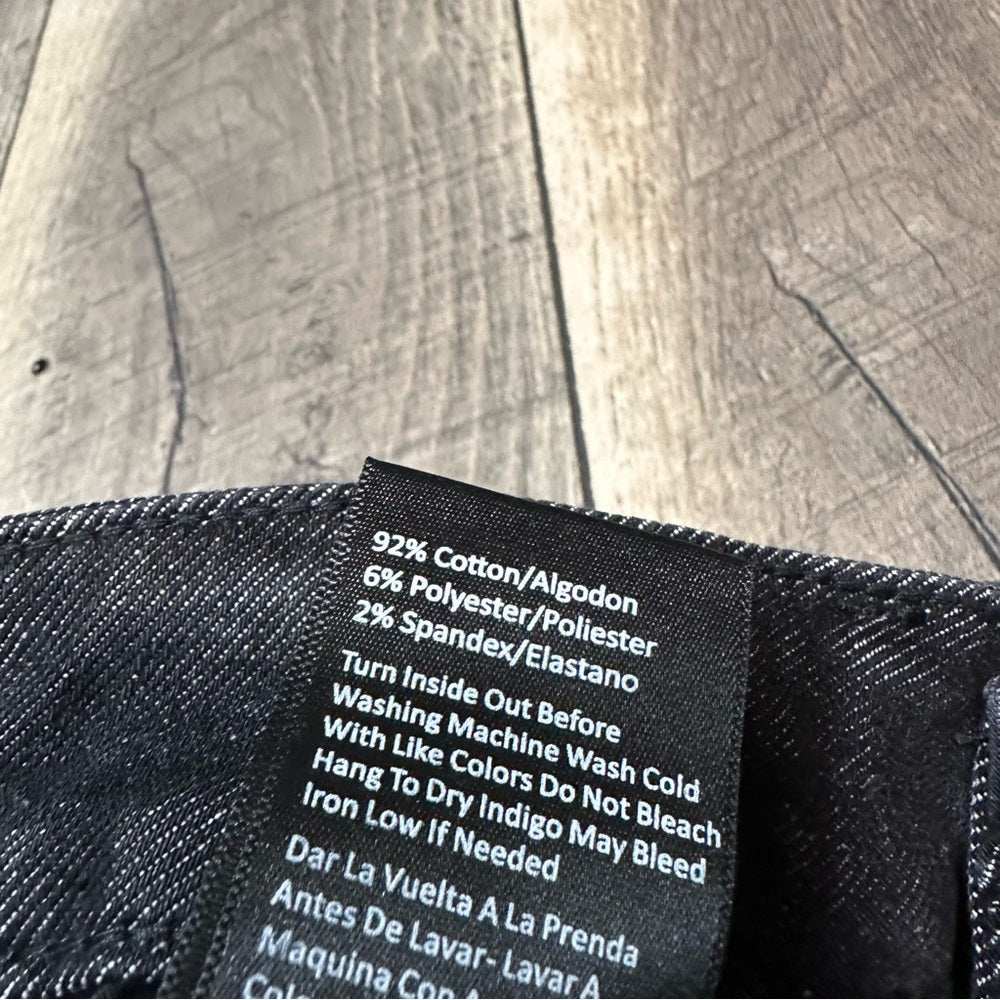 92% Cotton/Algodon
6% Polyester/Poliester
2% Spandex/Elastano
Turn Inside Out Before
Washing Machine Wash Cold
With Like Colors Do Not Bleach
Hang To Dry Indigo May Bleed
Iron Low If Needed
Dar La Vuelta A La Prenda
Antes De Lavar- Lavar A
Maquina Con